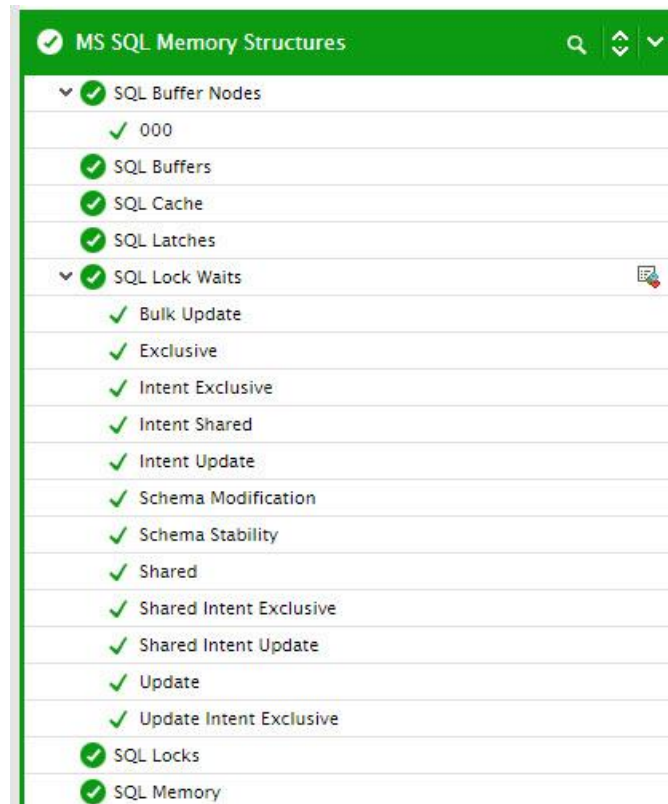 MS SQL Memory Structures
SQL Buffer Nodes
000
SQL Buffers
SQL Cache
SQL Latches
SQL Lock Waits
Bulk Update
Exclusive
Intent Exclusive
Intent Shared
Intent Update
Schema Modification
Schema Stability
Shared
Shared Intent Exclusive
Shared Intent Update
Update
Update Intent Exclusive
SQL Locks
SQL Memory